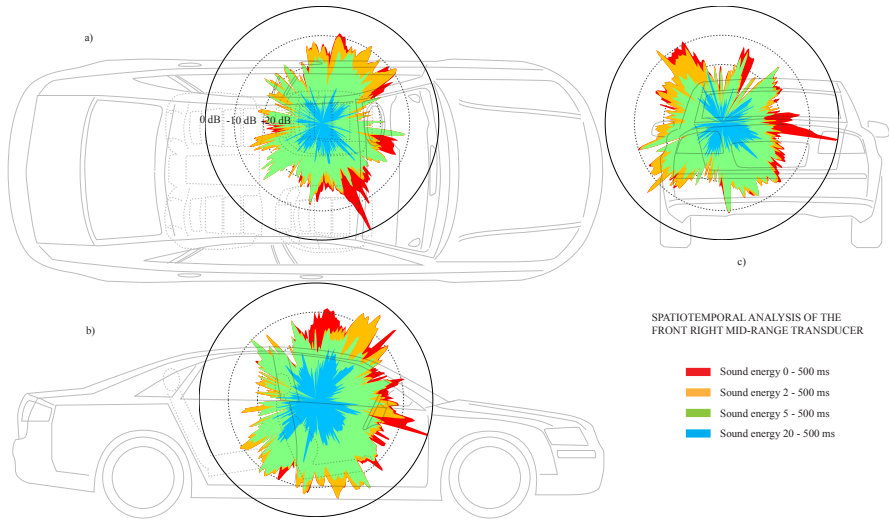 a)
0 dB -10 dB -20 dB
c)
b)
SPATIOTEMPORAL ANALYSIS OF THE
FRONT RIGHT MID-RANGE TRANSDUCER
Sound energy 0 - 500 ms
Sound energy 2 - 500 ms
Sound energy 5 - 500 ms
Sound energy 20 - 500 ms